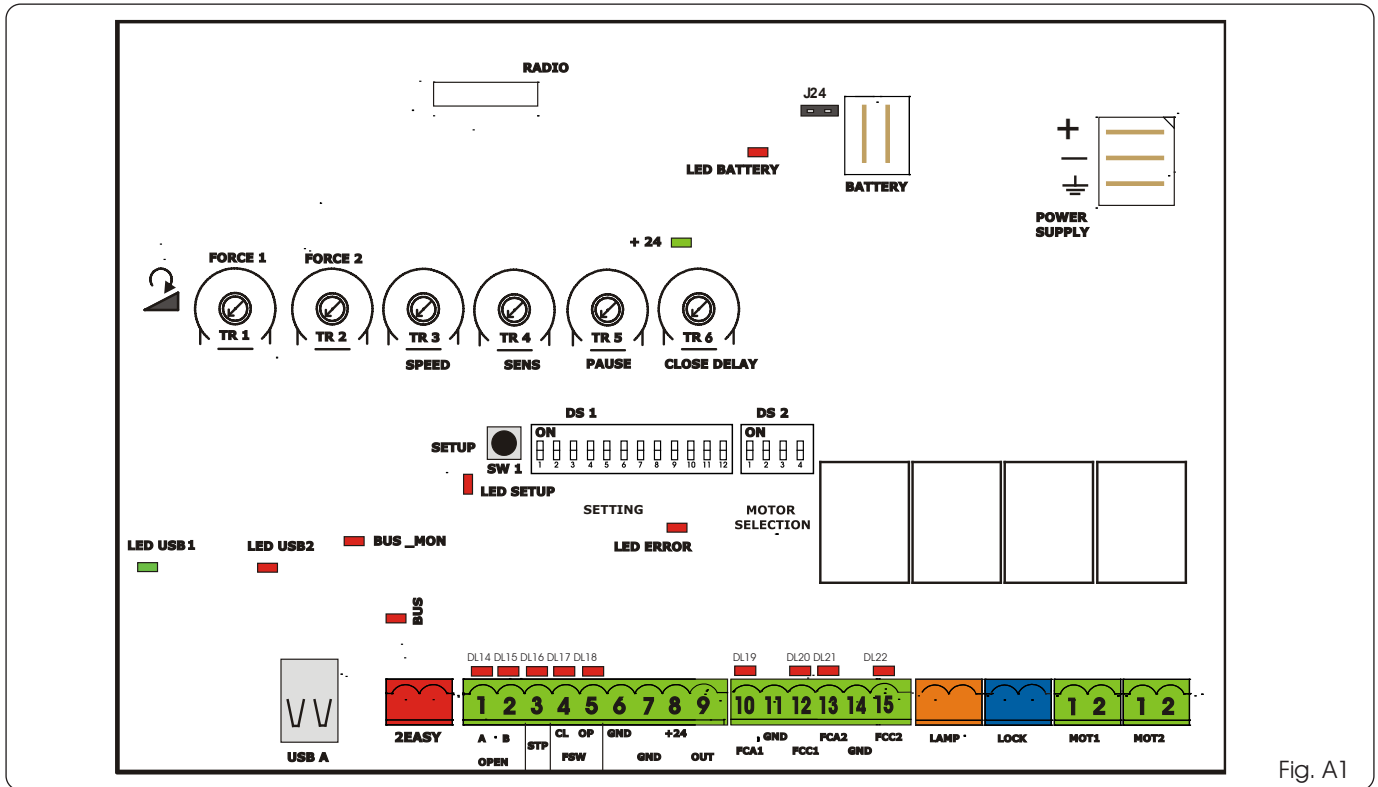 RADIO
J24
LED BATTERY
BATTERY
+
−
POWER
SUPPLY
+ 24
FORCE 1 FORCE 2
TR 1 TR 2 TR 3 TR 4 TR 5 TR 6
SPEED SENS PAUSE CLOSE DELAY
DS 1 DS 2
ON ON
SETUP
1 2 3 4 5 6 7 8 9 10 11 12 1 2 3 4
SW 1
LED SETUP
SETTING MOTOR
SELECTION
LED ERROR
LED USB1 LED USB2 BUS _MON
BUS
DL14 DL15 DL16 DL17 DL18 DL19 DL20 DL21 DL22
1 2 3 4 5 6 7 8 9 10 11 12 13 14 15 1 2 1 2
2EASY A B STP CL OP GND +24 GND FCA2 FCC2 LAMP LOCK MOT1 MOT2
USB A OPEN FSW GND OUT FCA1 FCC1 GND
Fig. A1